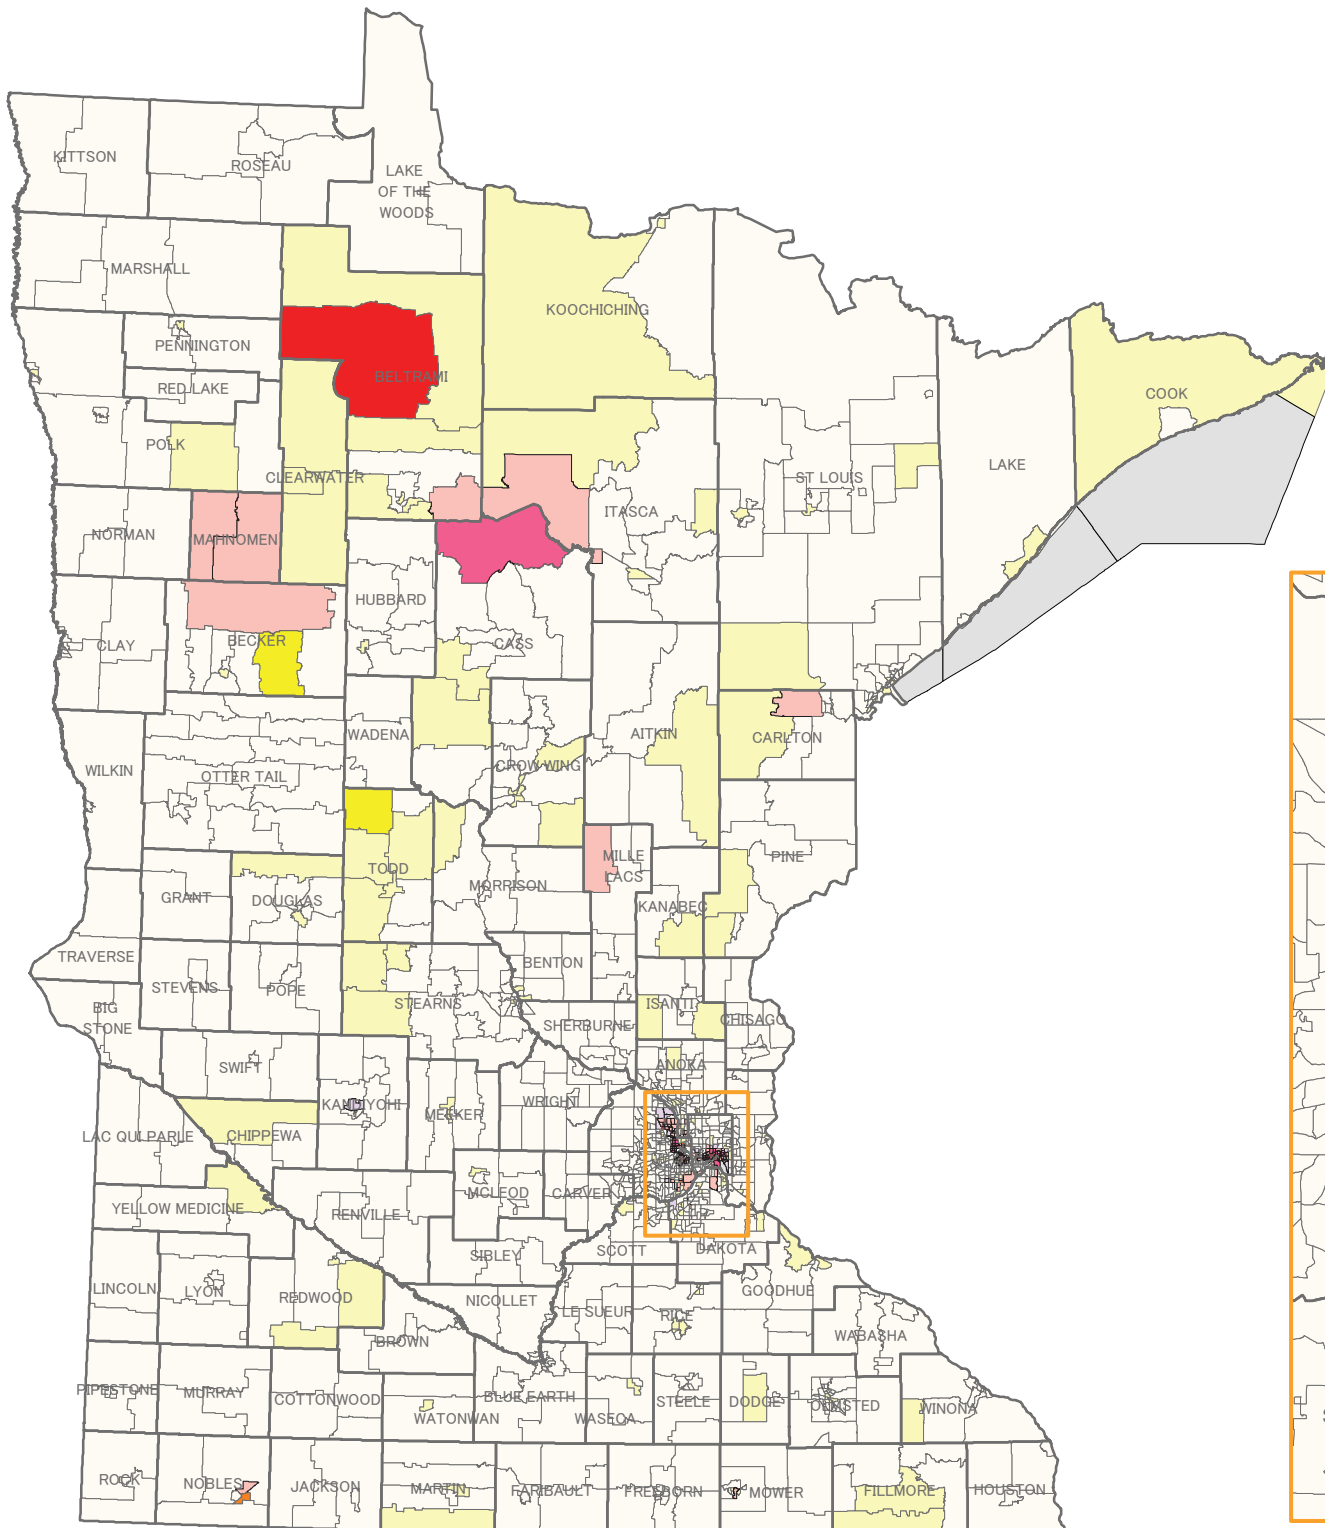 KITTSON
ROSEAU
LAKE
OF THE
WOODS
MARSHALL
KOOCHICHING
PENNINGTON
BELTRAMI
RED LAKE
COOK
POLK
LAKE
CLEARWATER
ST LOUIS
ITASCA
NORMAN
MAHNOMEN
HUBBARD
BECKER
CLAY
CASS
WADENA
AITKIN
CARLTON
CROW WING
WILKIN
OTTER TAIL
MILLE
LACS
PINE
TODD
MORRISON
GRANT
DOUGLAS
KANABEC
TRAVERSE
BENTON
STEVENS
POPE
STEARNS
ISANTI
BIG
STONE
SHERBURNE
CHISAGO
SWIFT
ANOKA
KANDIYOHI
WRIGHT
MEEKER
LAC QUI PARLE
CHIPPEWA
MCLEOD
CARVER
YELLOW MEDICINE
RENVILLE
SCOTT
DAKOTA
SIBLEY
LINCOLN
LYON
REDWOOD
NICOLLET
LE SUEUR
RICE
GOODHUE
BROWN
WABASHA
PIPESTONE
MURRAY
COTTONWOOD
BLUE EARTH
WATONWAN
WASECA
STEELE
DODGE
OLMSTED
WINONA
ROCK
NOBLES
JACKSON
MARTIN
FARIBAULT
FREEBORN
MOWER
FILLMORE
HOUSTON